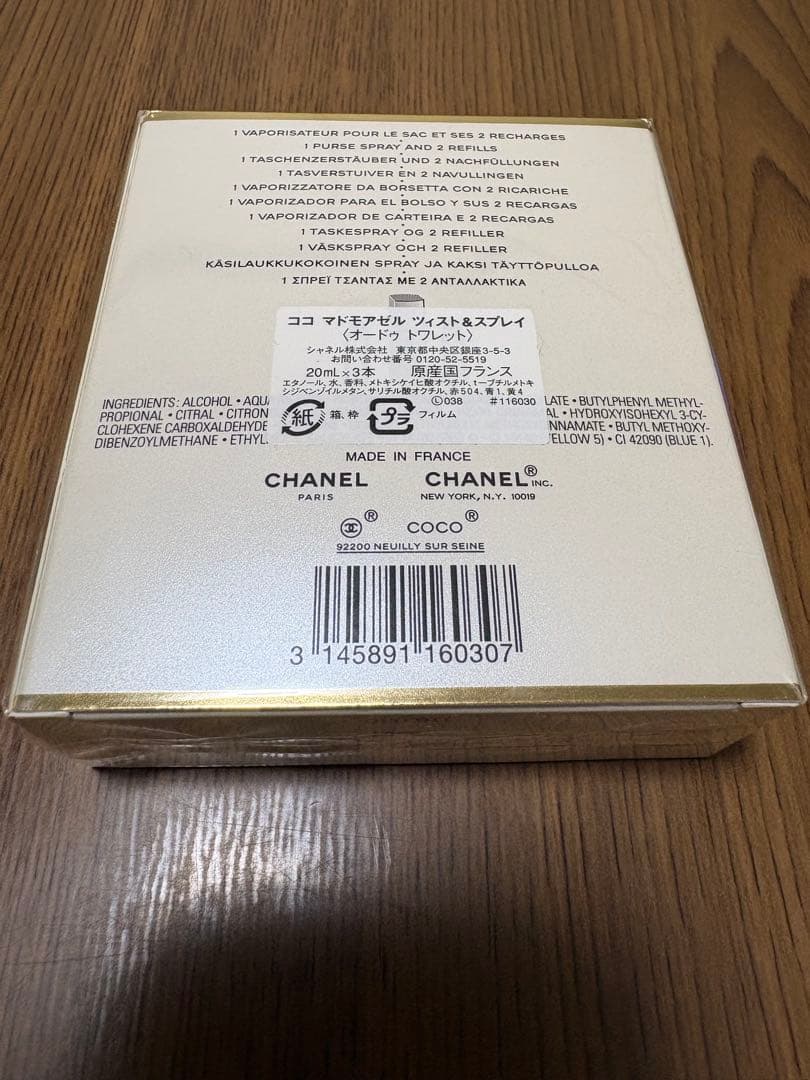 1 VAPORISATEUR POUR LE SAC ET SES 2 RECHARGES
1 PURSE SPRAY AND 2 REFILLS
1 TASCHENZERSTÄUBER UND 2 NACHFÜLLUNGEN
1 TASVERSTUIVER EN 2 NAVULLINGEN
1 VAPORIZZATORE DA BORSETTA CON 2 RICARICHE
1 VAPORIZADOR PARA EL BOLSO Y SUS 2 RECARGAS
1 VAPORIZADOR DE CARTEIRA E 2 RECARGAS
1 TASKESPRAY OG 2 REFILLER
1 VÄSKSPRAY OCH 2 REFILLER
KÄSILAUKKUKOKOINEN SPRAY JA KAKSI TÄYTTÖPULLOA
1 ΣΠΡΕΪ ΤΣΑΝΤΑΣ ΜΕ 2 ΑΝΤΑΛΛΑΚΤΙΚΑ
ココ マドモアゼル ツィスト&スプレイ
〈オードゥ トワレット〉
シャネル株式会社 東京都中央区銀座3-5-3
お問い合わせ番号 0120-52-5519
20mL×3本 原産国フランス
エタノール、水、香料、メトキシケイヒ酸オクチル、t-ブチルメトキ
シジベンゾイルメタン、サリチル酸オクチル、赤504、青1、黄4
Ⓛ038 #116030
紙 箱、枠 プラ フィルム
INGREDIENTS: ALCOHOL • AQU LATE • BUTYLPHENYL METHYL-
PROPIONAL • CITRAL • CITRON AL • HYDROXYISOHEXYL 3-CY-
CLOHEXENE CARBOXALDEHYDE NNAMATE • BUTYL METHOXY-
DIBENZOYLMETHANE • ETHYL YELLOW 5) • CI 42090 (BLUE 1).
MADE IN FRANCE
CHANEL CHANEL® INC.
PARIS NEW YORK, N.Y. 10019
® COCO®
92200 NEUILLY SUR SEINE
3 145891 160307